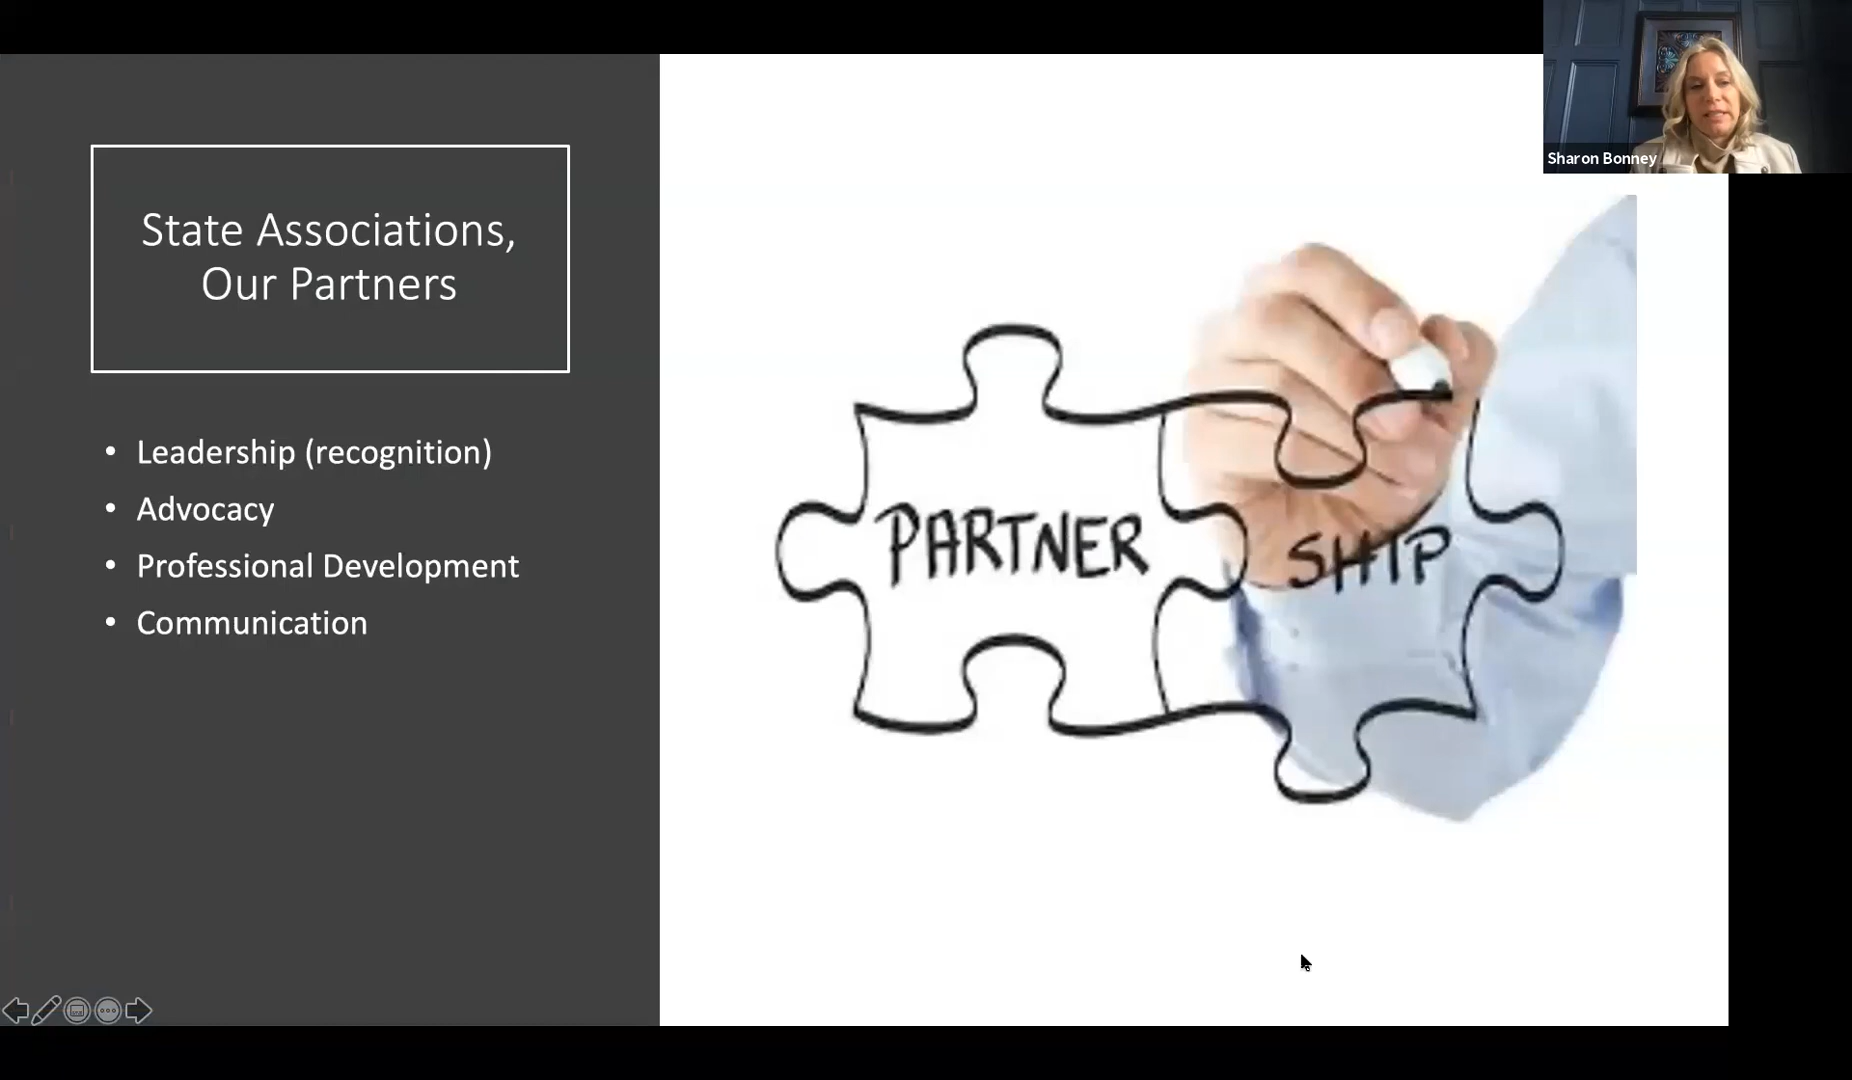 State Associations,
Our Partners
• Leadership (recognition)
• Advocacy
• Professional Development
• Communication
PARTNER
SHIP
Sharon Bonney